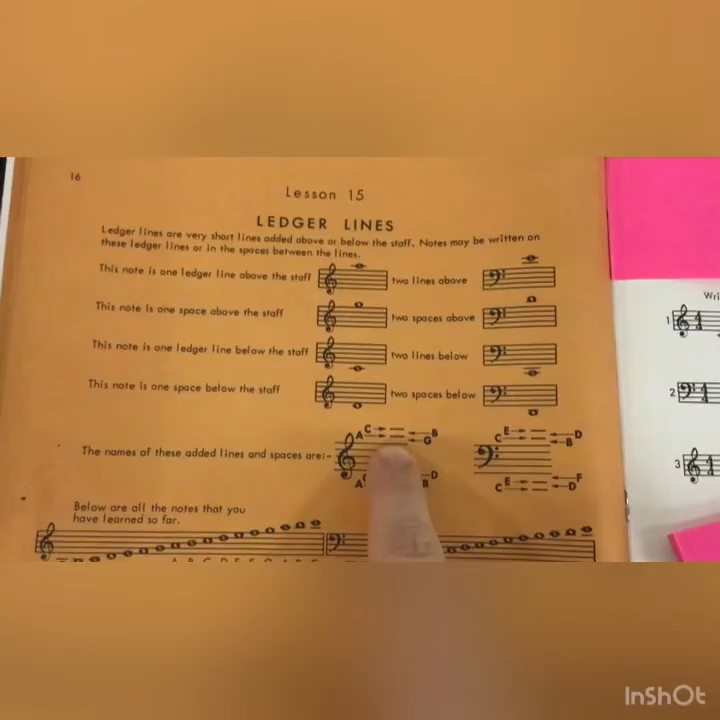 16
Lesson 15
LEDGER LINES
Ledger lines are very short lines added above or below the staff. Notes may be written on
these ledger lines or in the spaces between the lines.
This note is one ledger line above the staff two lines above
This note is one space above the staff two spaces above
This note is one ledger line below the staff two lines below
This note is one space below the staff two spaces below
C B E D
A G C B
The names of these added lines and spaces are:-
D E F
A B C D
Below are all the notes that you
have learned so far.
1
2
3
InShOt